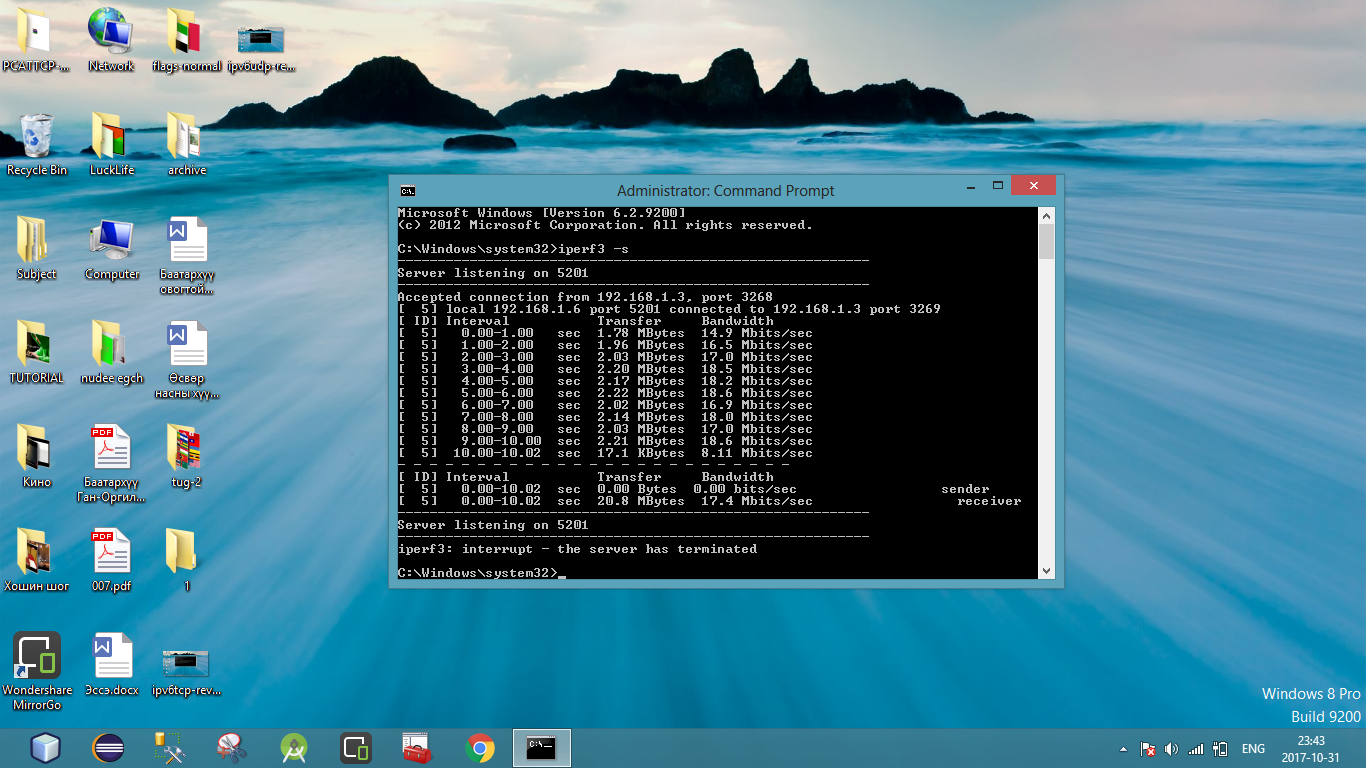 PCATTCP-...
Network
flags-normal
ipv6udp-re...
Recycle Bin
LuckLife
archive
Subject
Computer
Баатархүү
овогтой...
TUTORIAL
nudee egch
Өсвөр
насны хүү...
Кино
Баатархүү
Ган-Оргил...
tug-2
Хошин шог
007.pdf
1
Wondershare
MirrorGo
Эссэ.docx
ipv6tcp-rev...
Administrator: Command Prompt
Microsoft Windows [Version 6.2.9200]
(c) 2012 Microsoft Corporation. All rights reserved.
C:\Windows\system32>iperf3 -s
-----------------------------------------------------------
Server listening on 5201
-----------------------------------------------------------
Accepted connection from 192.168.1.3, port 3268
[  5] local 192.168.1.6 port 5201 connected to 192.168.1.3 port 3269
[ ID] Interval           Transfer     Bandwidth
[  5]   0.00-1.00   sec  1.78 MBytes  14.9 Mbits/sec
[  5]   1.00-2.00   sec  1.96 MBytes  16.5 Mbits/sec
[  5]   2.00-3.00   sec  2.03 MBytes  17.0 Mbits/sec
[  5]   3.00-4.00   sec  2.20 MBytes  18.5 Mbits/sec
[  5]   4.00-5.00   sec  2.17 MBytes  18.2 Mbits/sec
[  5]   5.00-6.00   sec  2.22 MBytes  18.6 Mbits/sec
[  5]   6.00-7.00   sec  2.02 MBytes  16.9 Mbits/sec
[  5]   7.00-8.00   sec  2.14 MBytes  18.0 Mbits/sec
[  5]   8.00-9.00   sec  2.03 MBytes  17.0 Mbits/sec
[  5]   9.00-10.00  sec  2.21 MBytes  18.6 Mbits/sec
[  5]  10.00-10.02  sec  17.1 KBytes  8.11 Mbits/sec
- - - - - - - - - - - - - - - - - - - - - - - - -
[ ID] Interval           Transfer     Bandwidth
[  5]   0.00-10.02  sec  0.00 Bytes  0.00 bits/sec                  sender
[  5]   0.00-10.02  sec  20.8 MBytes  17.4 Mbits/sec                  receiver
-----------------------------------------------------------
Server listening on 5201
-----------------------------------------------------------
iperf3: interrupt - the server has terminated
C:\Windows\system32>_
Windows 8 Pro
Build 9200
ENG
23:43
2017-10-31